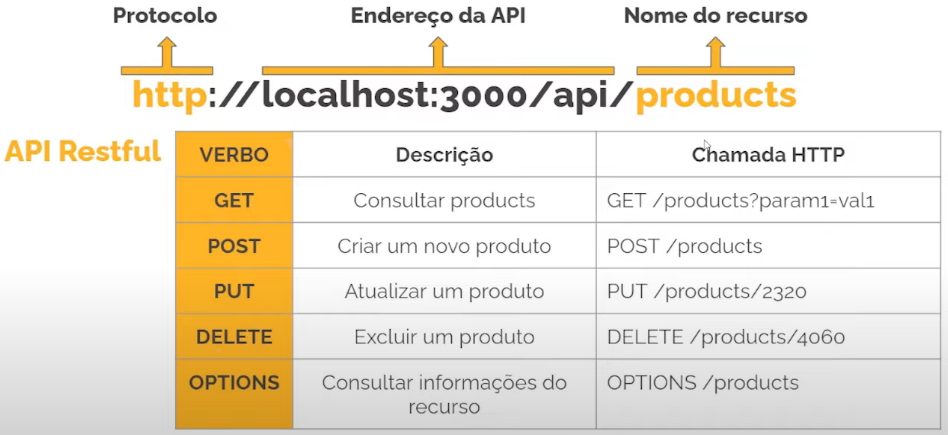 Protocolo Endereço da API Nome do recurso
http://localhost:3000/api/products
API Restful
VERBO Descrição Chamada HTTP
GET Consultar products GET /products?param1=val1
POST Criar um novo produto POST /products
PUT Atualizar um produto PUT /products/2320
DELETE Excluir um produto DELETE /products/4060
OPTIONS Consultar informações do OPTIONS /products
recurso